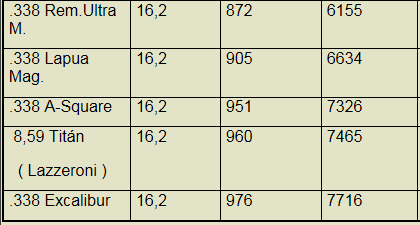 .338 Rem.Ultra M. 16,2 872 6155
.338 Lapua Mag. 16,2 905 6634
.338 A-Square 16,2 951 7326
8,59 Titán ( Lazzeroni ) 16,2 960 7465
.338 Excalibur 16,2 976 7716